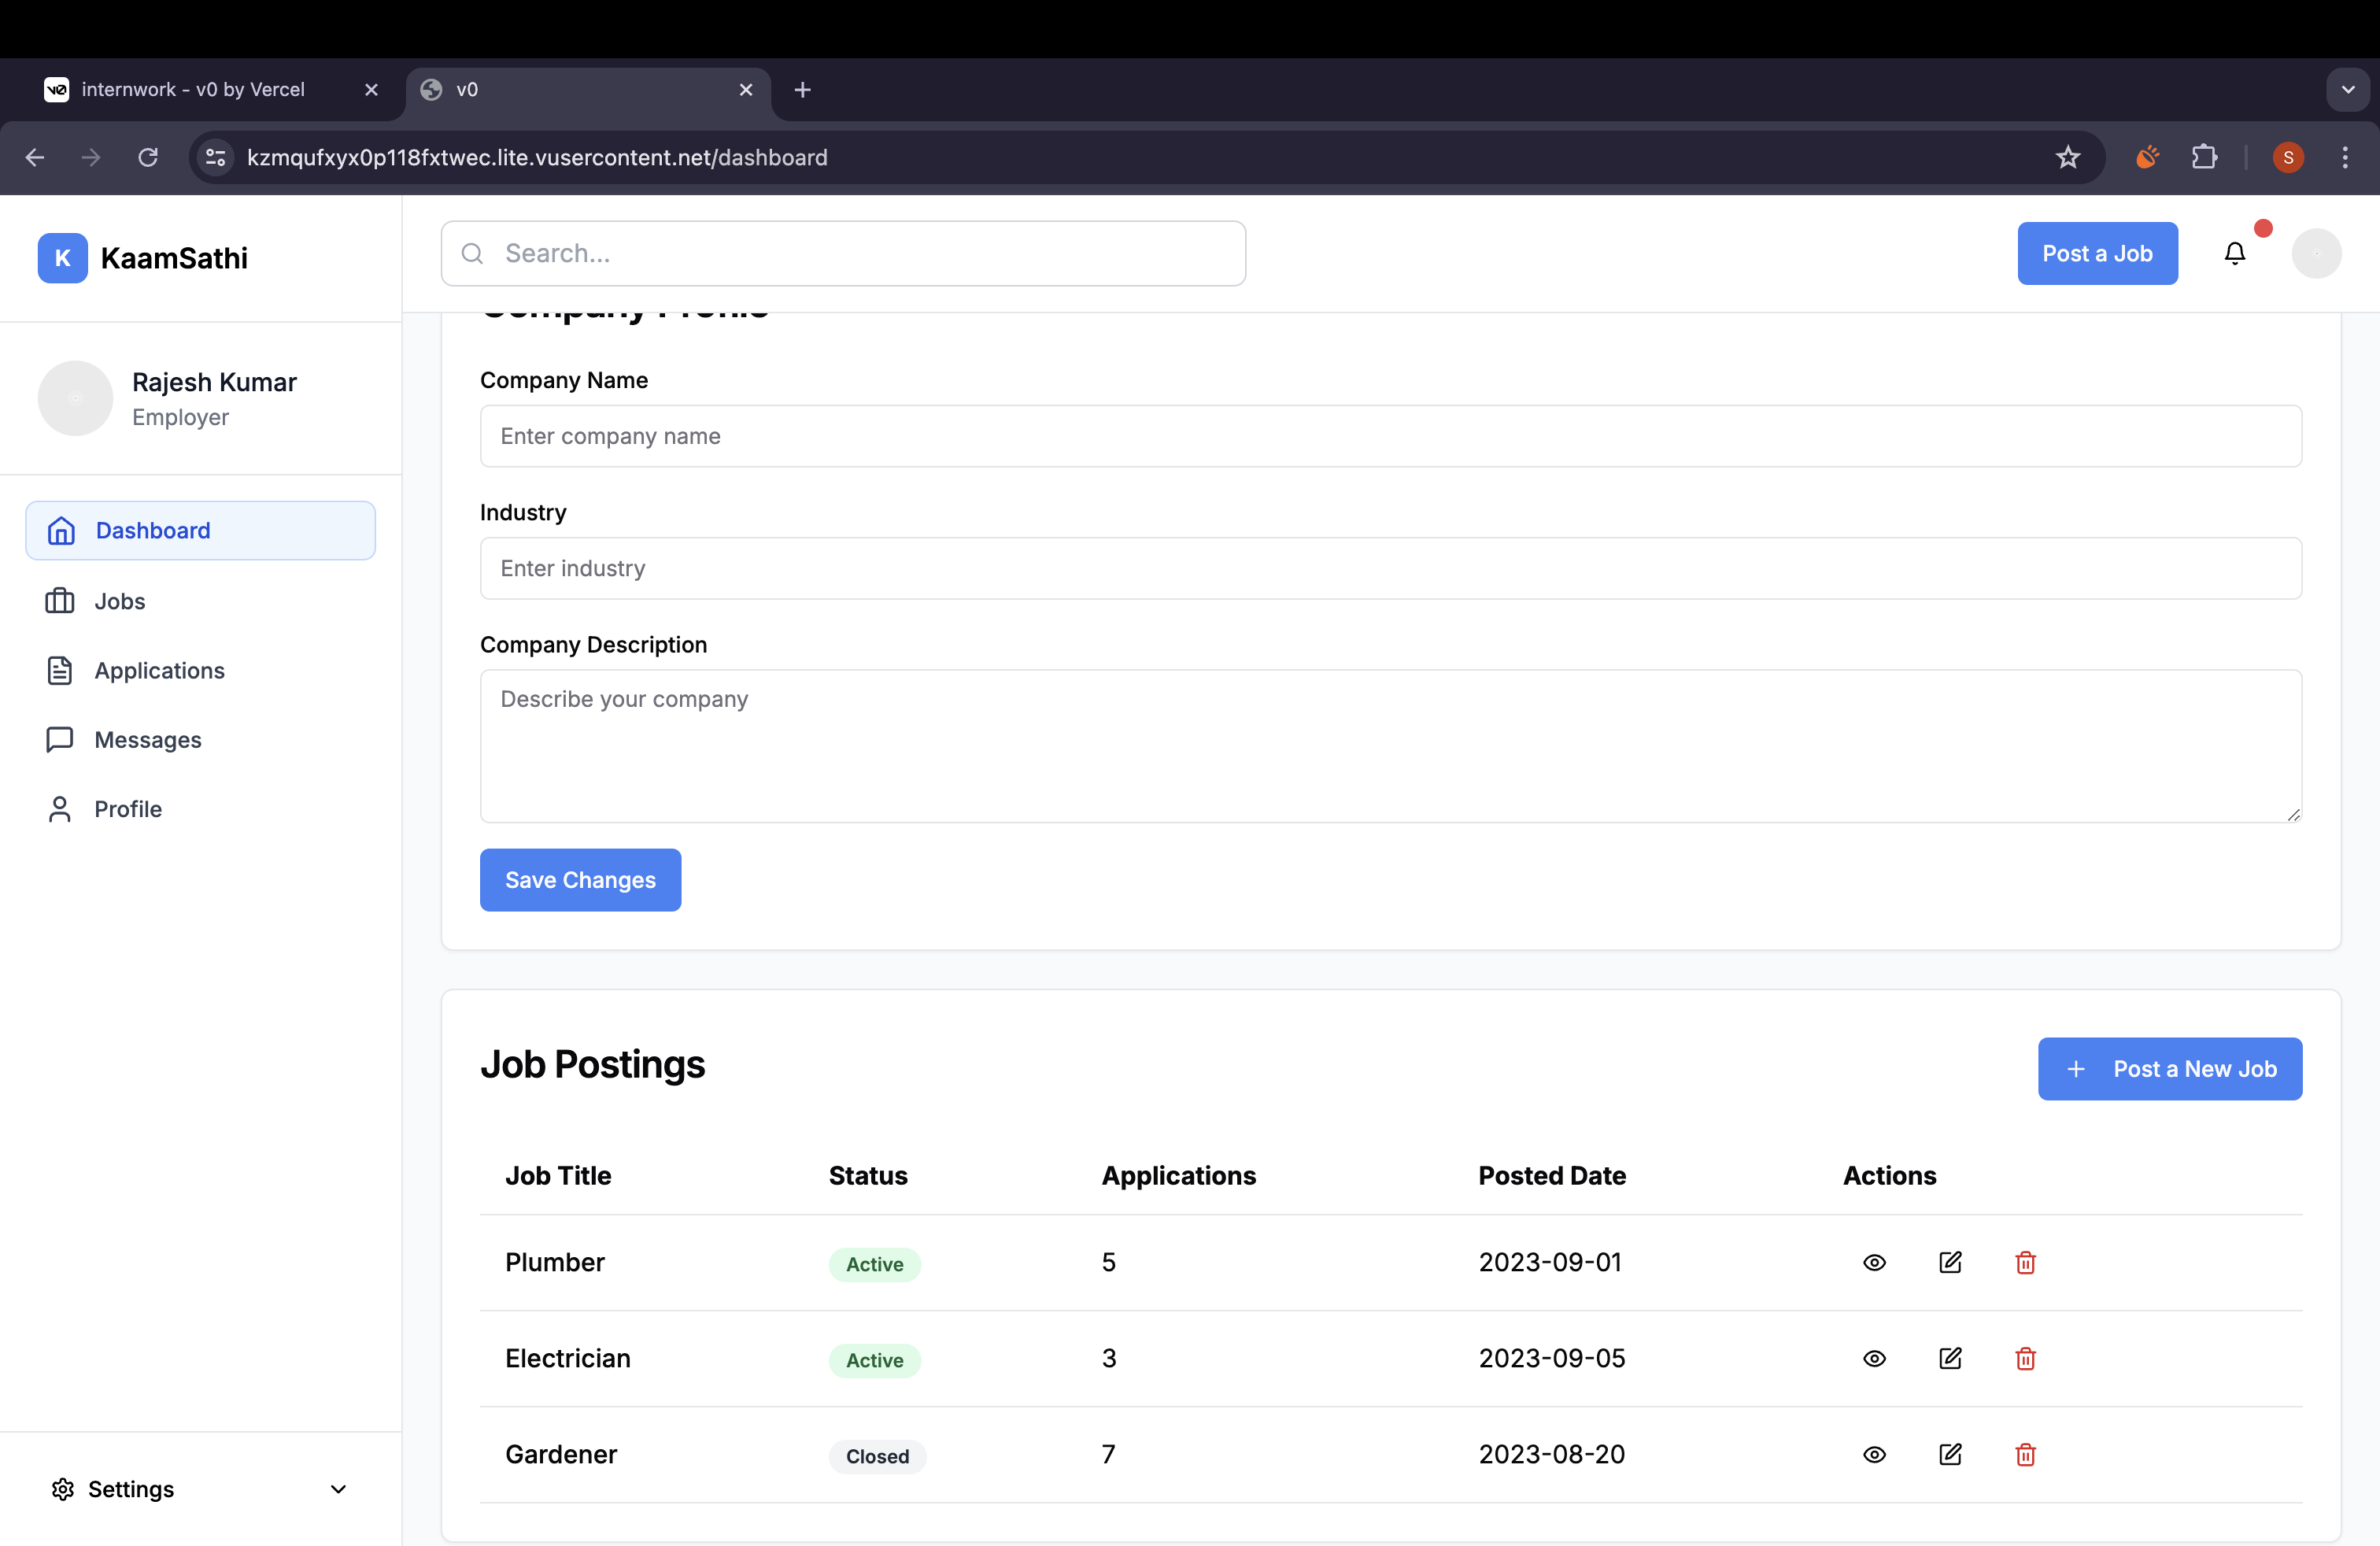 internwork - v0 by Vercel
v0
kzmqufxyx0p118fxtwec.lite.vusercontent.net/dashboard
S
K KaamSathi
Search...
Post a Job
Rajesh Kumar
Employer
Dashboard
Jobs
Applications
Messages
Profile
Settings
Company Profile
Company Name
Enter company name
Industry
Enter industry
Company Description
Describe your company
Save Changes
Job Postings
Post a New Job
Job Title Status Applications Posted Date Actions
Plumber Active 5 2023-09-01
Electrician Active 3 2023-09-05
Gardener Closed 7 2023-08-20